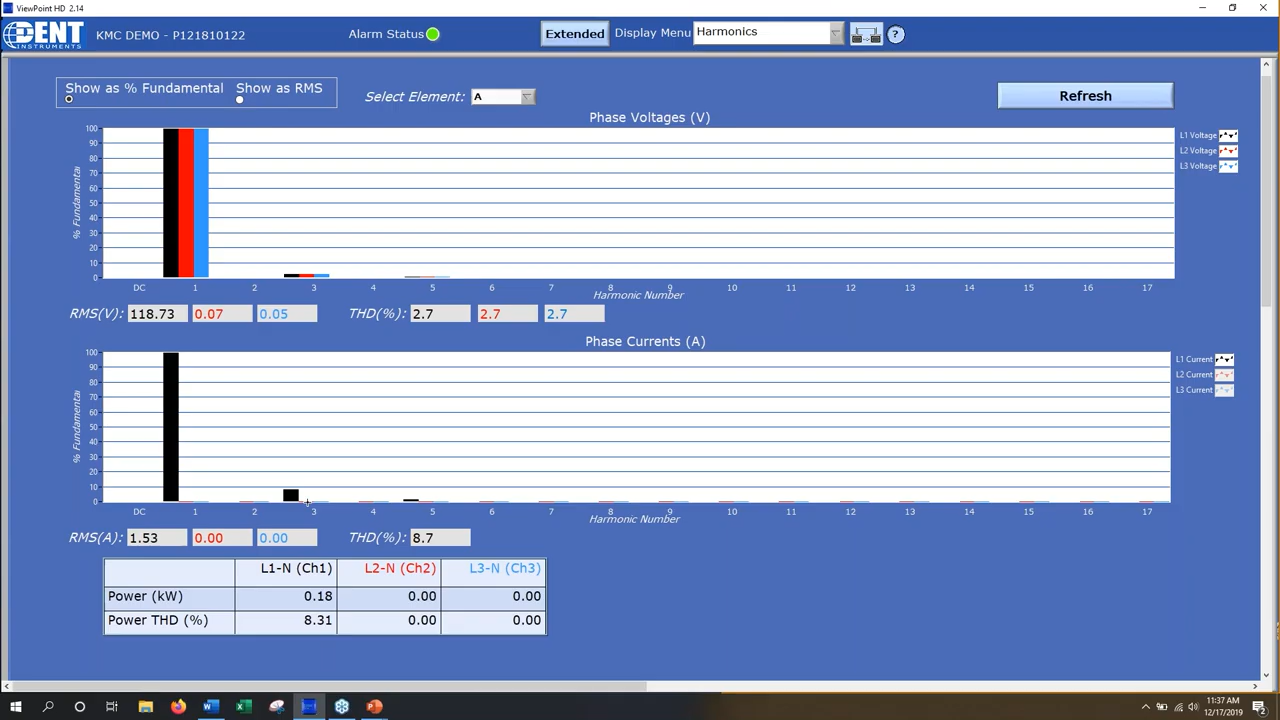 ViewPoint HD 2.14
DENT
INSTRUMENTS
KMC DEMO - P121810122
Alarm Status
Extended
Display Menu
Harmonics
?
Show as % Fundamental
Show as RMS
Select Element:
A
Refresh
Phase Voltages (V)
L1 Voltage
L2 Voltage
L3 Voltage
% Fundamental
100
90
80
70
60
50
40
30
20
10
0
DC 1 2 3 4 5 6 7 8 9 10 11 12 13 14 15 16 17
Harmonic Number
RMS(V): 118.73 0.07 0.05 THD(%): 2.7 2.7 2.7
Phase Currents (A)
L1 Current
L2 Current
L3 Current
% Fundamental
100
90
80
70
60
50
40
30
20
10
0
DC 1 2 3 4 5 6 7 8 9 10 11 12 13 14 15 16 17
Harmonic Number
RMS(A): 1.53 0.00 0.00 THD(%): 8.7
L1-N (Ch1) L2-N (Ch2) L3-N (Ch3)
Power (kW) 0.18 0.00 0.00
Power THD (%) 8.31 0.00 0.00
11:37 AM
12/17/2019
2